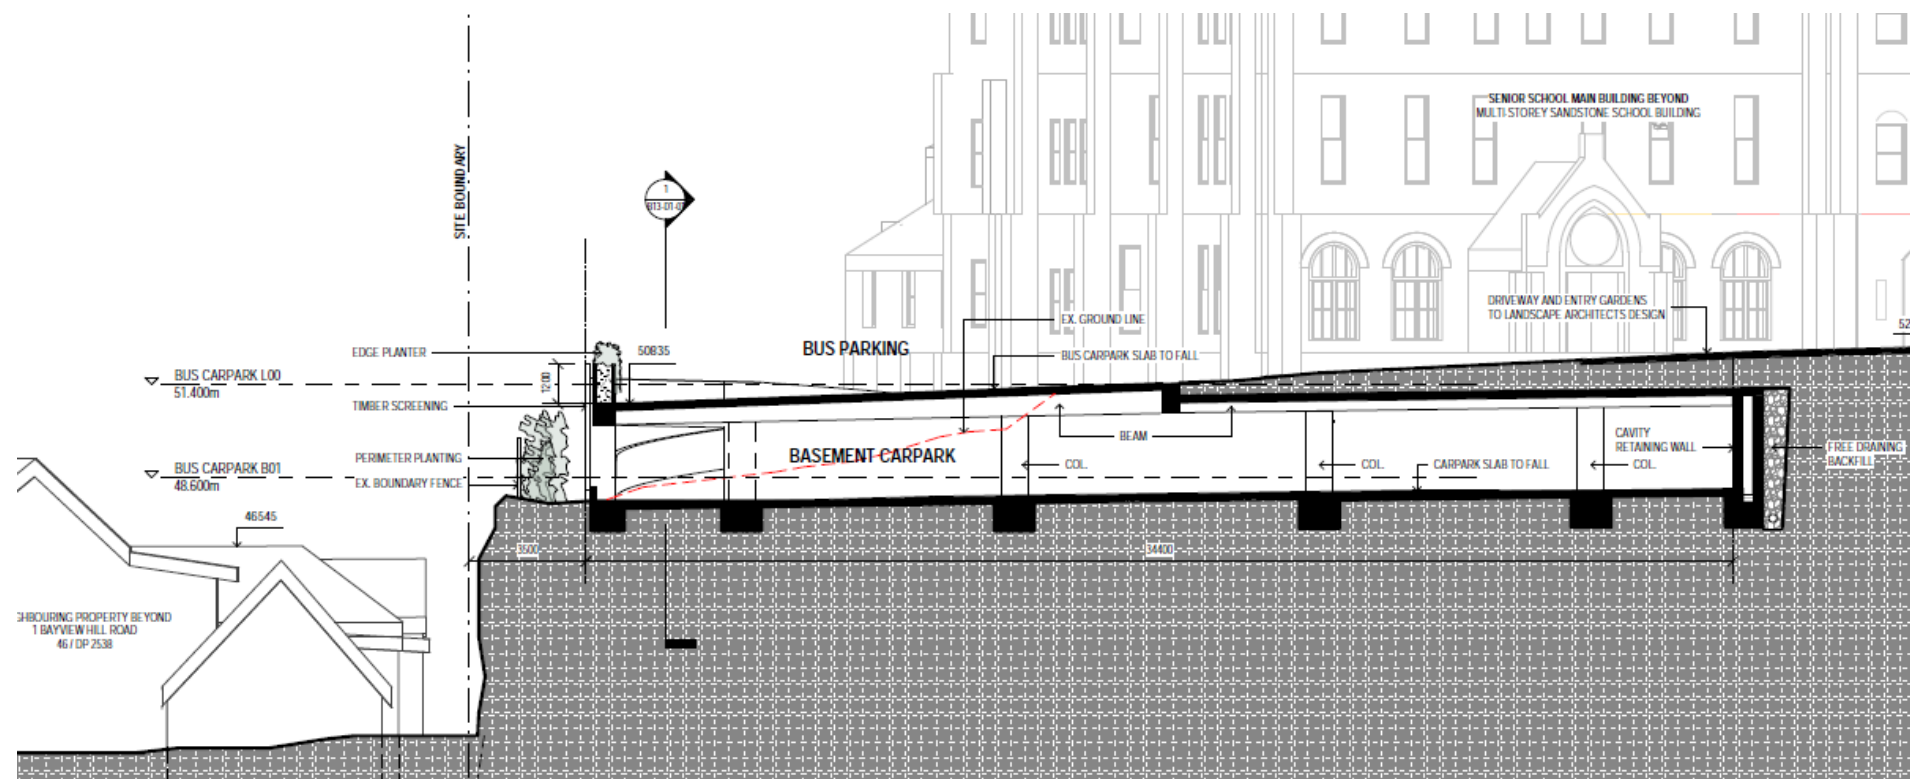 SENIOR SCHOOL MAIN BUILDING BEYOND
MULTI-STOREY SANDSTONE SCHOOL BUILDING
SITE BOUNDARY
1
B13-D1-0
DRIVEWAY AND ENTRY GARDENS
TO LANDSCAPE ARCHITECTS DESIGN
EX. GROUND LINE
52
EDGE PLANTER
50835
BUS PARKING
BUS CARPARK SLAB TO FALL
BUS CARPARK L00
51.400m
1200
TIMBER SCREENING
BEAM
CAVITY
RETAINING WALL
FREE DRAINING
BACKFILL
PERIMETER PLANTING
BASEMENT CARPARK
BUS CARPARK B01
48.600m
COL.
COL.
CARPARK SLAB TO FALL
COL.
EX. BOUNDARY FENCE
46545
3500
34400
GHBOURING PROPERTY BEYOND
1 BAYVIEW HILL ROAD
46 / DP 2538